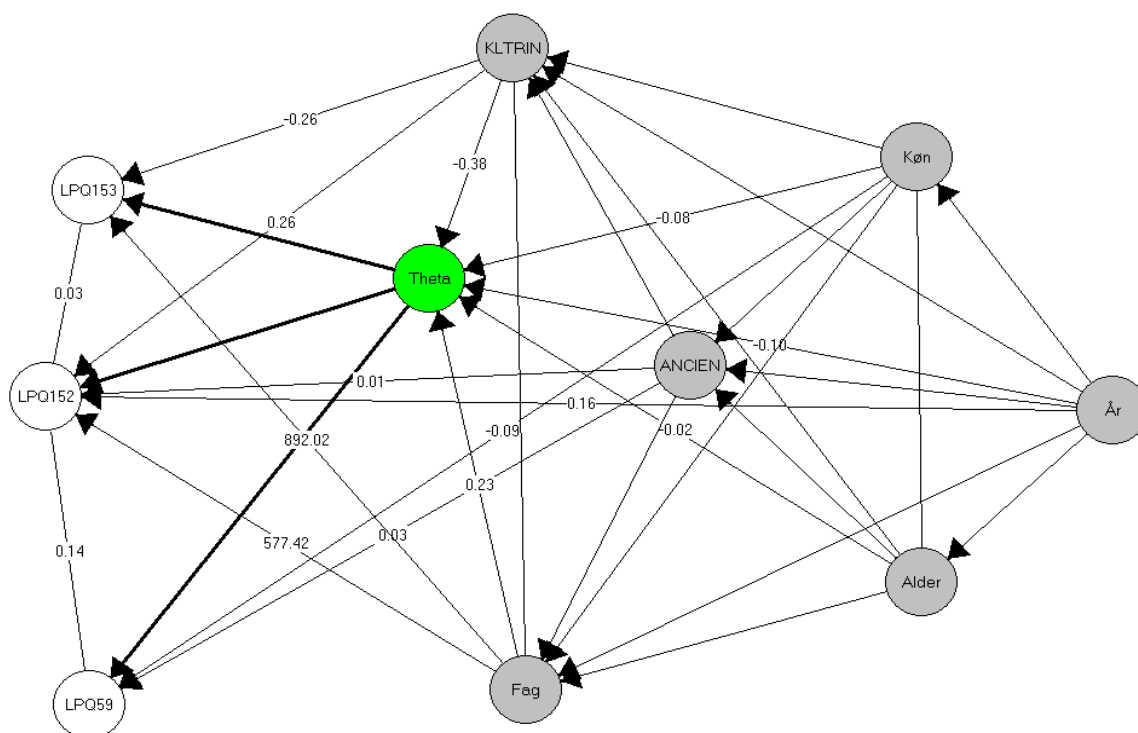 KLTRIN
-0.26
Køn
-0.38
LPQ153
0.26
-0.08
Theta
0.03
-0.10
ANCIEN
0.01
LPQ152
0.16
År
-0.09
-0.02
892.02
0.23
0.03
577.42
0.14
Alder
Fag
LPQ59